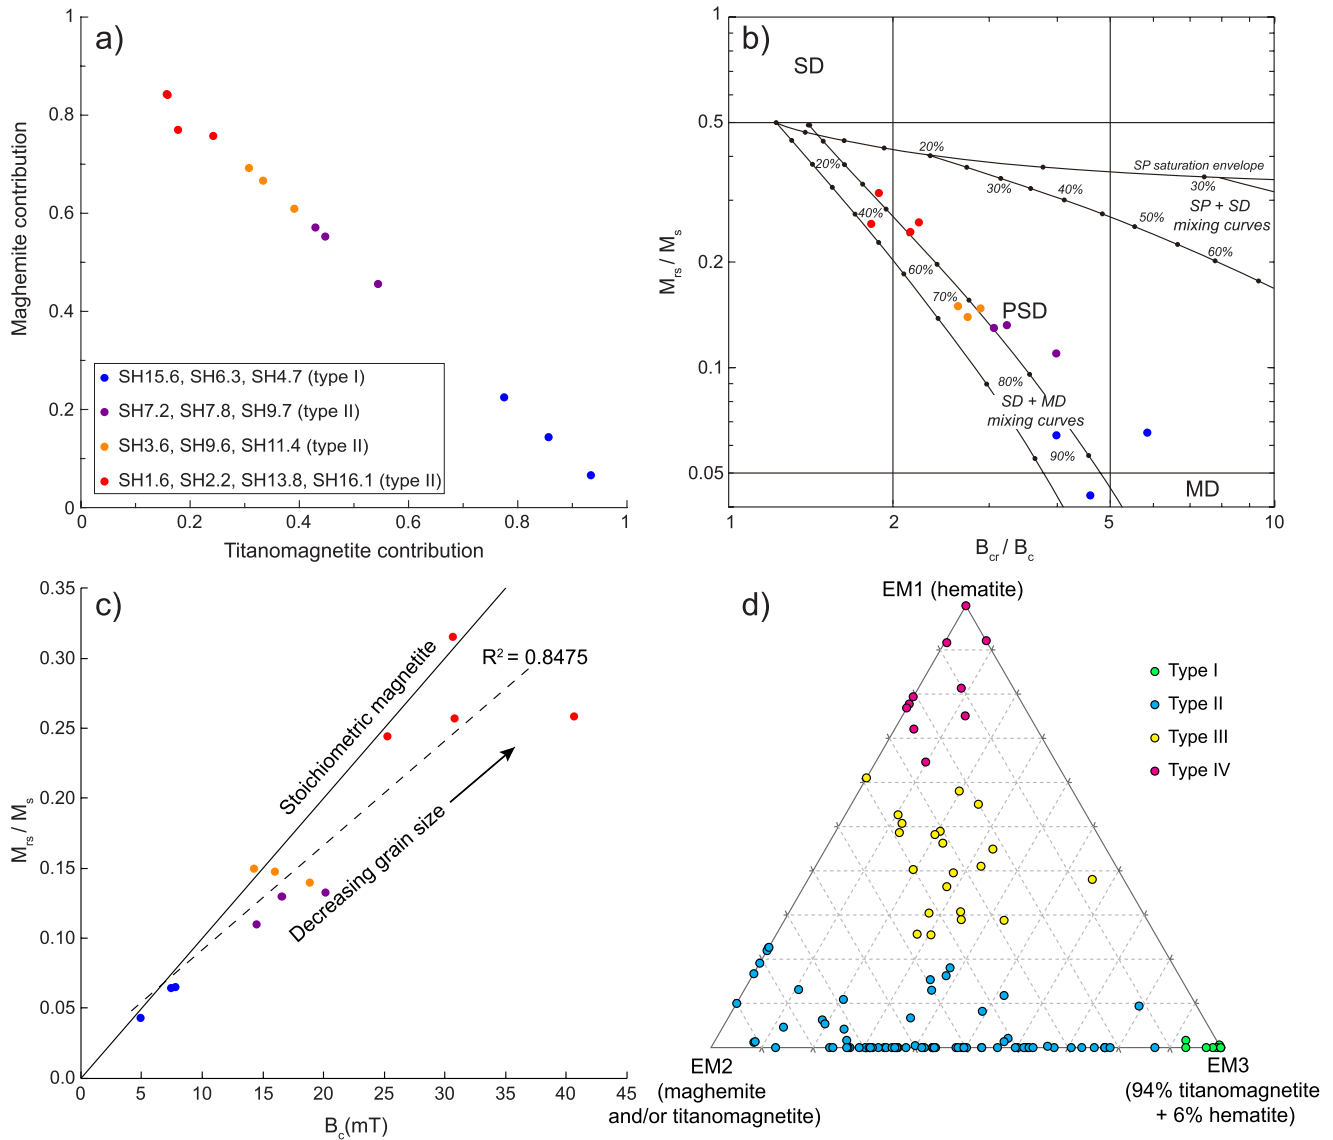 a)
1
0.8
0.6
0.4
0.2
0
Maghemite contribution
SH15.6, SH6.3, SH4.7 (type I)
SH7.2, SH7.8, SH9.7 (type II)
SH3.6, SH9.6, SH11.4 (type II)
SH1.6, SH2.2, SH13.8, SH16.1 (type II)
0 0.2 0.4 0.6 0.8 1
Titanomagnetite contribution
b)
1
0.5
0.2
0.1
0.05
Mrs / Ms
SD
20%
SP saturation envelope
20%
30%
40%
30%
SP + SD
mixing curves
40%
50%
60%
60%
70%
PSD
80%
SD + MD
mixing curves
90%
MD
1 2 5 10
Bcr / Bc
c)
0.35
0.30
0.25
0.20
0.15
0.10
0.05
0.0
Mrs / Ms
Stoichiometric magnetite
R2 = 0.8475
Decreasing grain size
0 5 10 15 20 25 30 35 40 45
Bc(mT)
d)
EM1 (hematite)
Type I
Type II
Type III
Type IV
EM2
(maghemite
and/or titanomagnetite)
EM3
(94% titanomagnetite
+ 6% hematite)